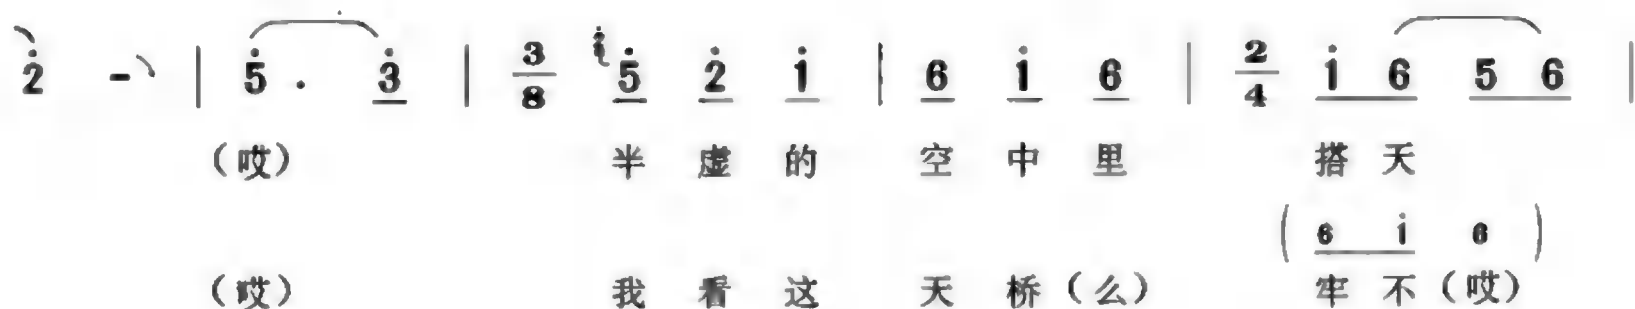 2̇ - | 5̇ · 3̇ | 3/8 5̇ 2̇ 1̇ | 6 1̇ 6 | 2/4 1̇ 6 5 6 |
（哎） 半 虚 的 空 中 里 搭 天
( 6 1̇ 6 )
（哎） 我 看 这 天 桥（么） 牢 不（哎）